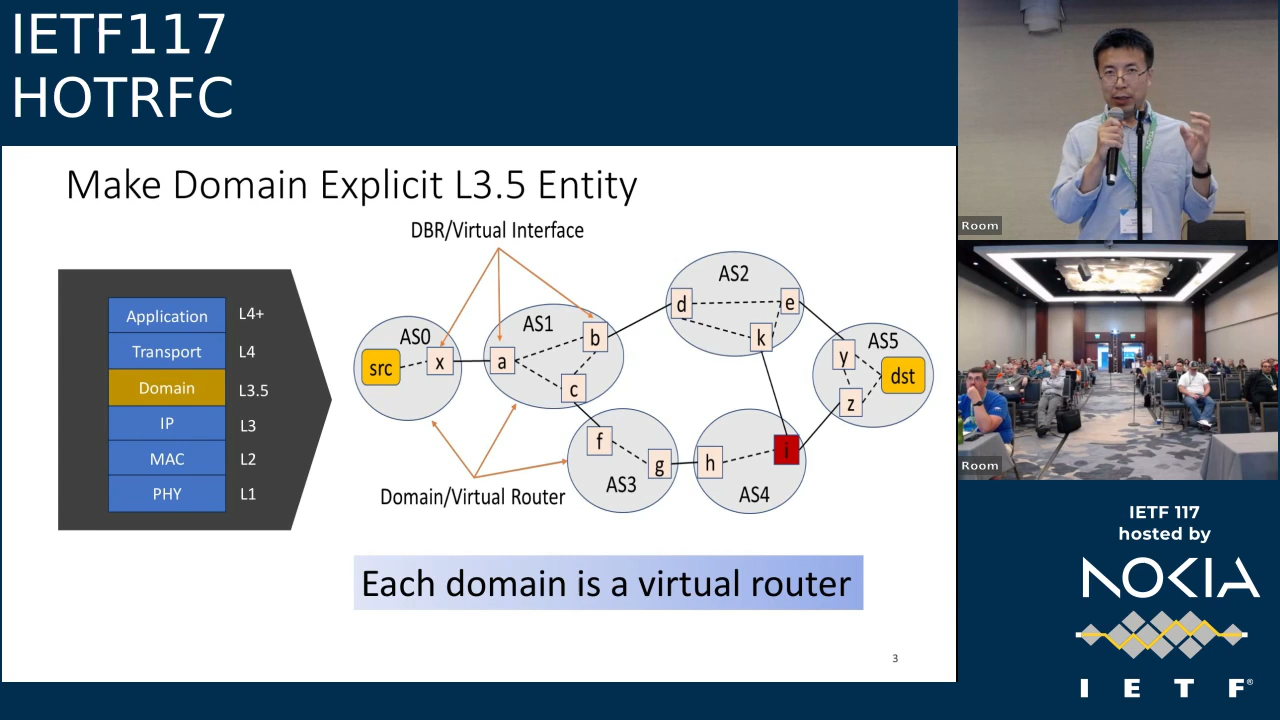 IETF117
HOTRFC
Make Domain Explicit L3.5 Entity
DBR/Virtual Interface
Application L4+
Transport L4
Domain L3.5
IP L3
MAC L2
PHY L1
AS0
src
x
AS1
a
b
c
AS2
d
e
k
AS3
f
g
AS4
h
i
AS5
y
z
dst
Domain/Virtual Router
Each domain is a virtual router
3
Room
Room
IETF 117
hosted by
NOKIA
I E T F®